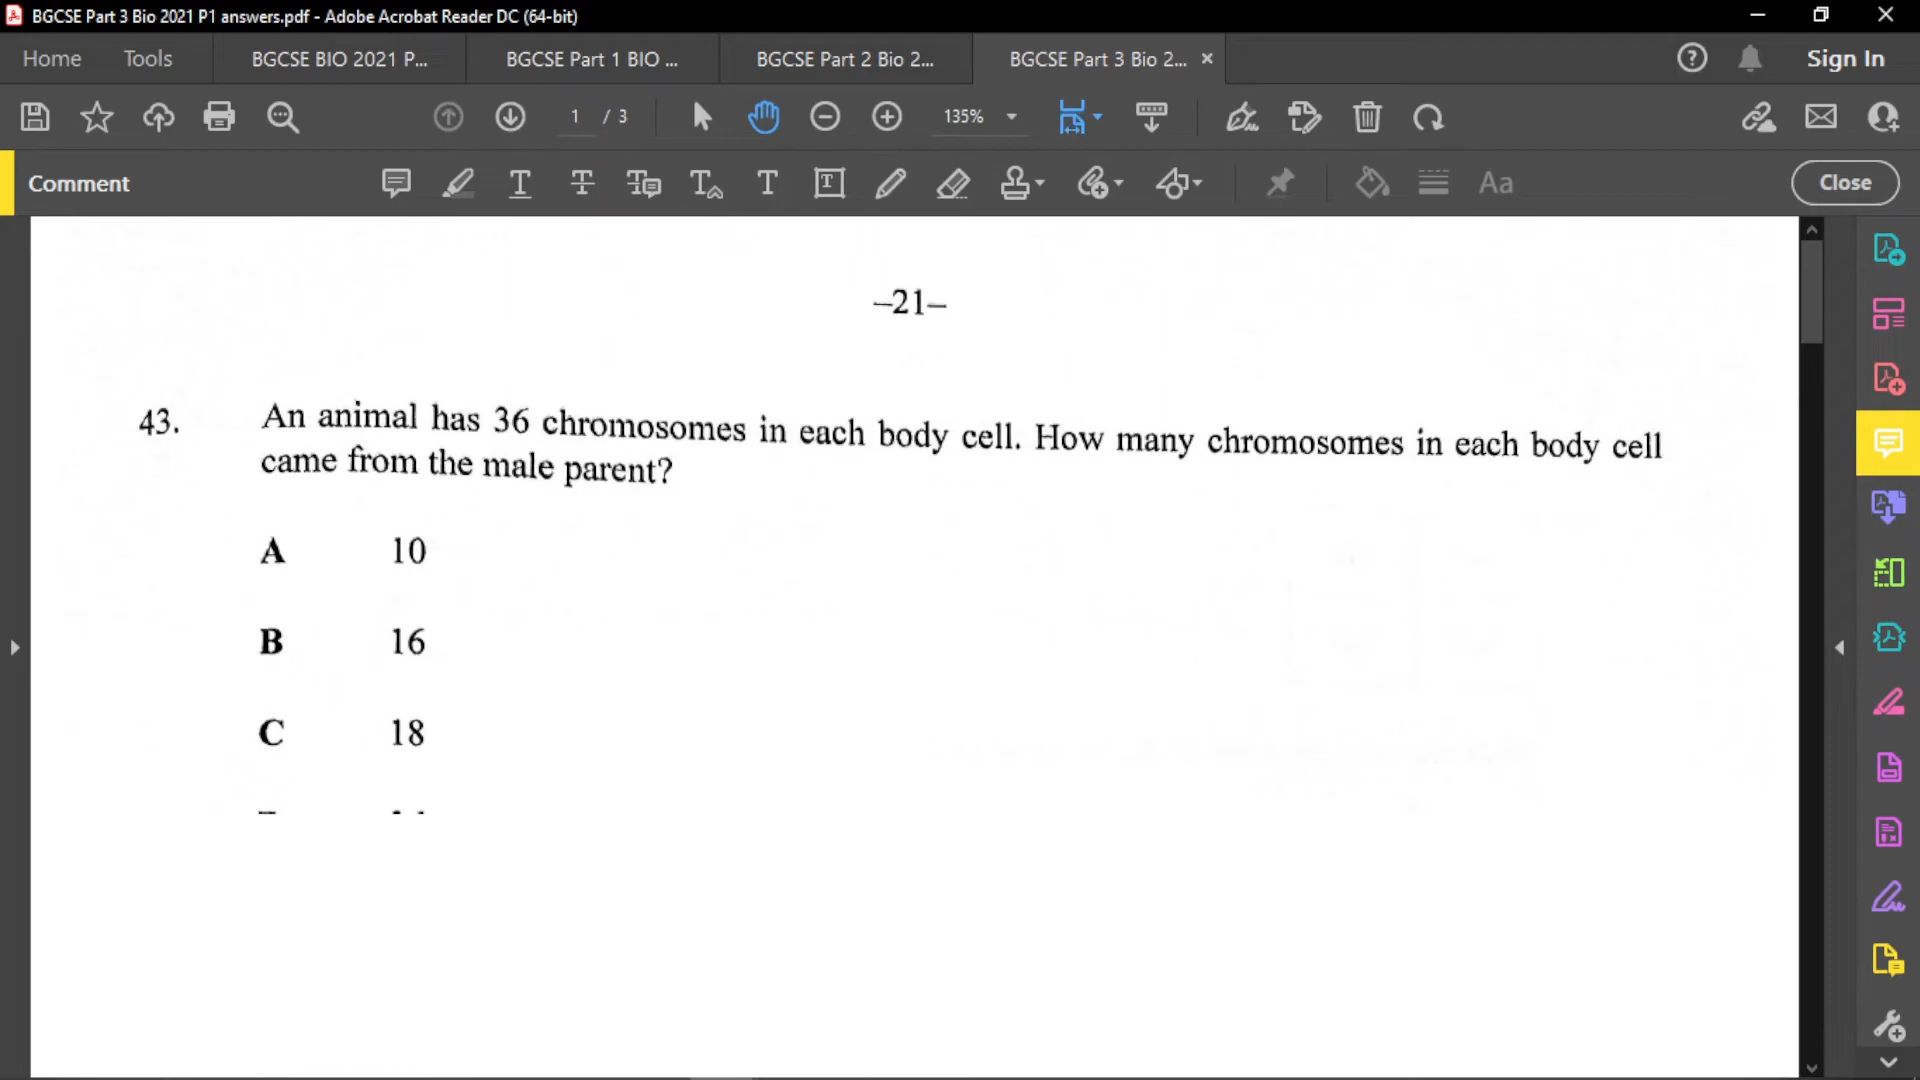 BGCSE Part 3 Bio 2021 P1 answers.pdf - Adobe Acrobat Reader DC (64-bit)
Home Tools BGCSE BIO 2021 P... BGCSE Part 1 BIO ... BGCSE Part 2 Bio 2... BGCSE Part 3 Bio 2... Sign In
1 / 3 135%
Comment Aa Close
–21–
43. An animal has 36 chromosomes in each body cell. How many chromosomes in each body cell
came from the male parent?
A 10
B 16
C 18